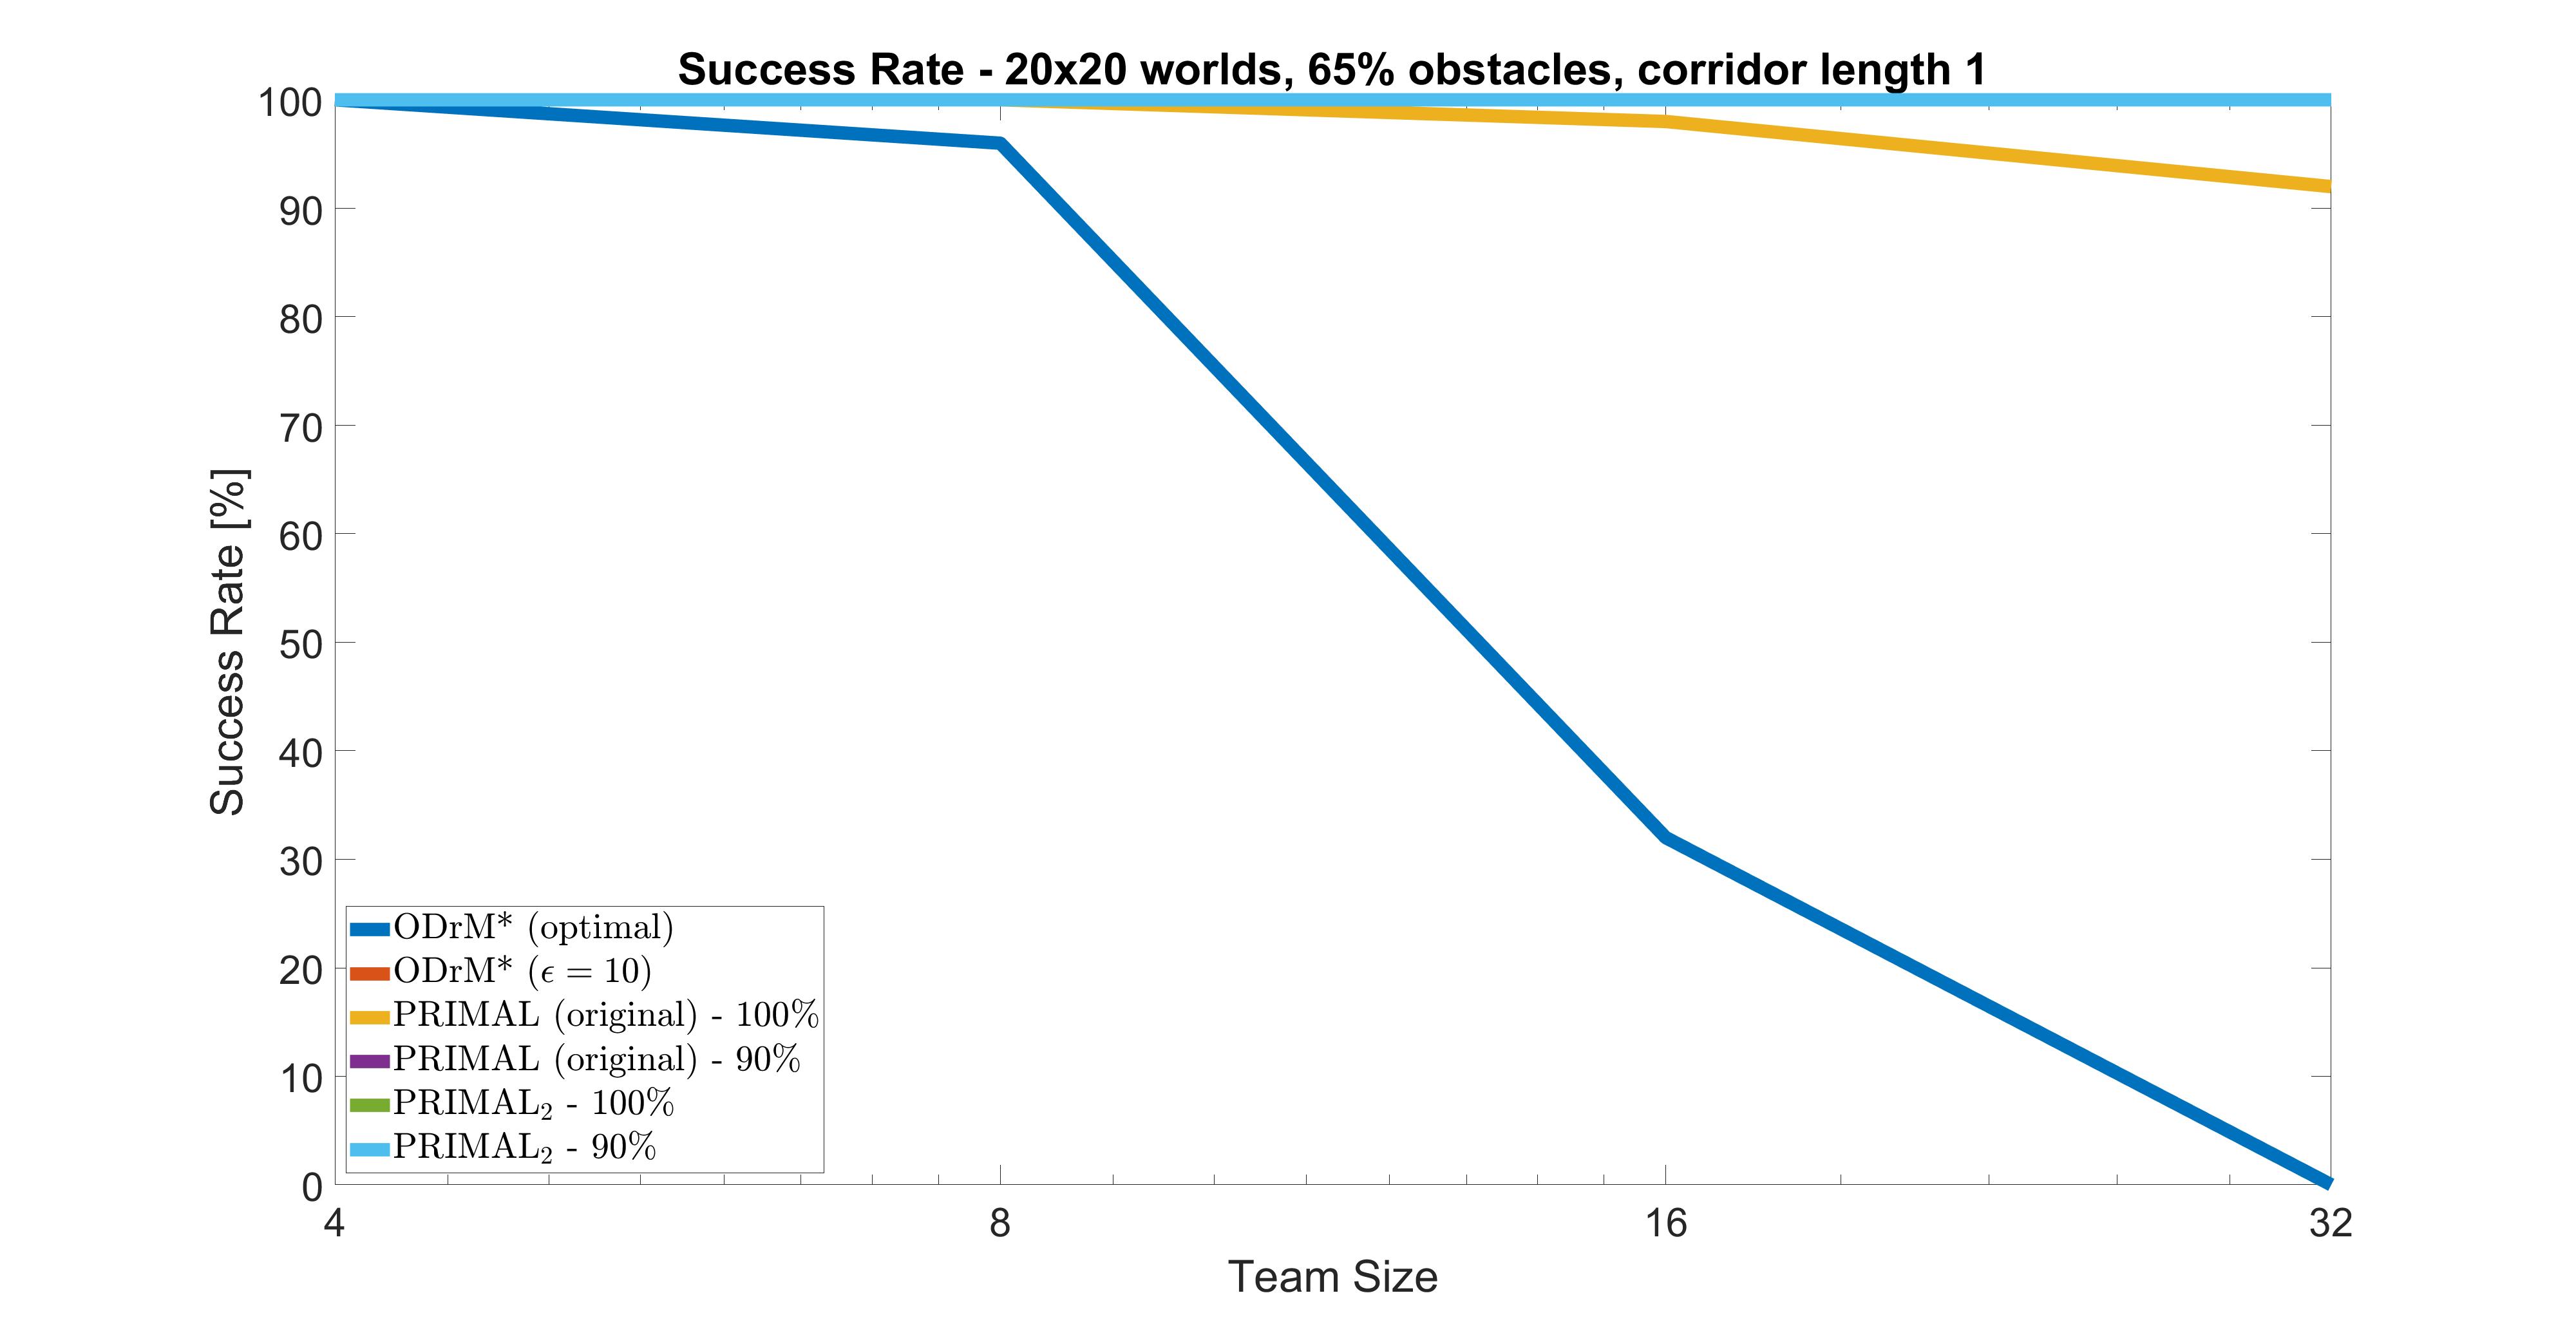 Success Rate - 20x20 worlds, 65% obstacles, corridor length 1
100
90
80
70
60
50
40
30
20
10
0
Success Rate [%]
ODrM* (optimal)
ODrM* (ϵ = 10)
PRIMAL (original) - 100%
PRIMAL (original) - 90%
PRIMAL₂ - 100%
PRIMAL₂ - 90%
4 8 16 32
Team Size